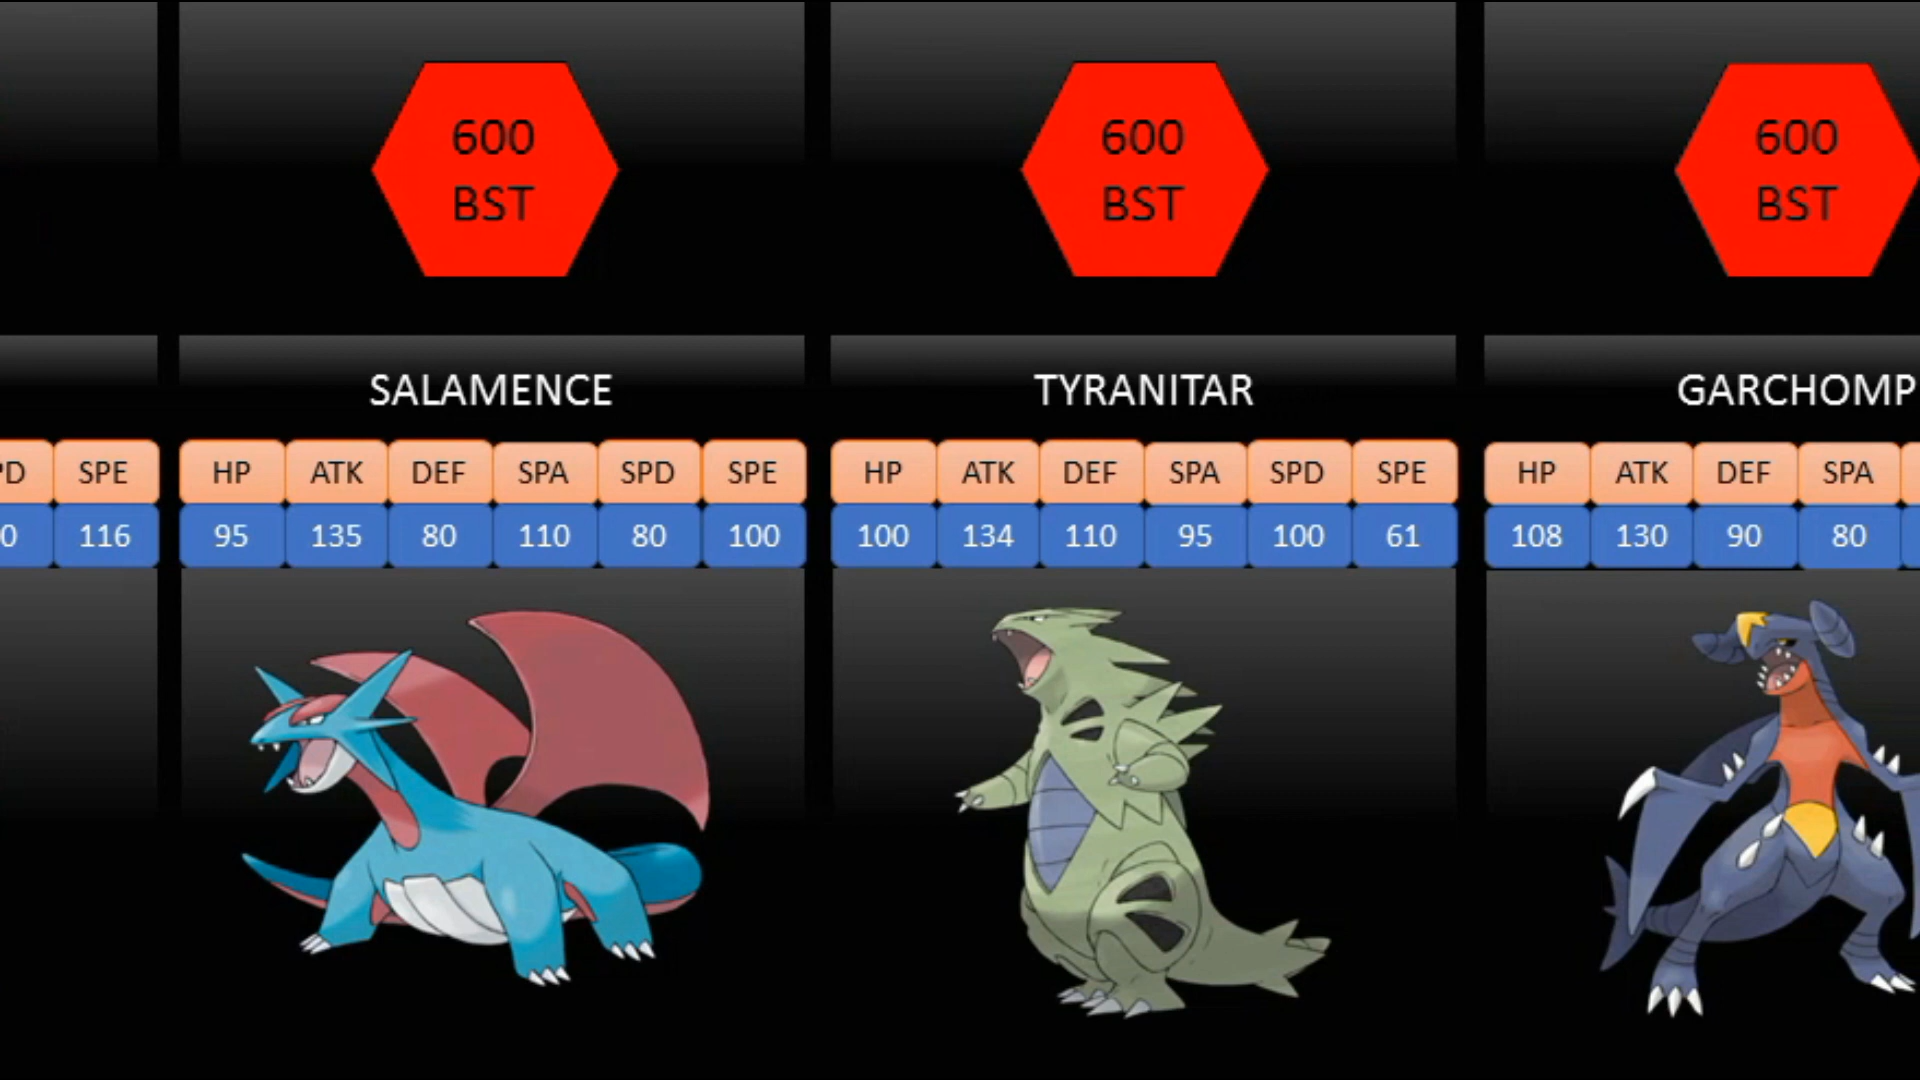 600
BST
600
BST
600
BST
SALAMENCE
TYRANITAR
GARCHOMP
SPE
HP ATK DEF SPA SPD SPE
HP ATK DEF SPA SPD SPE
HP ATK DEF SPA
116
95 135 80 110 80 100
100 134 110 95 100 61
108 130 90 80